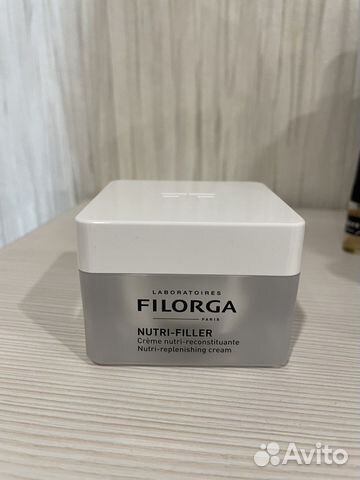 LABORATOIRES
FILORGA
PARIS
NUTRI-FILLER
Crème nutri-reconstituante
Nutri-replenishing cream
Avito